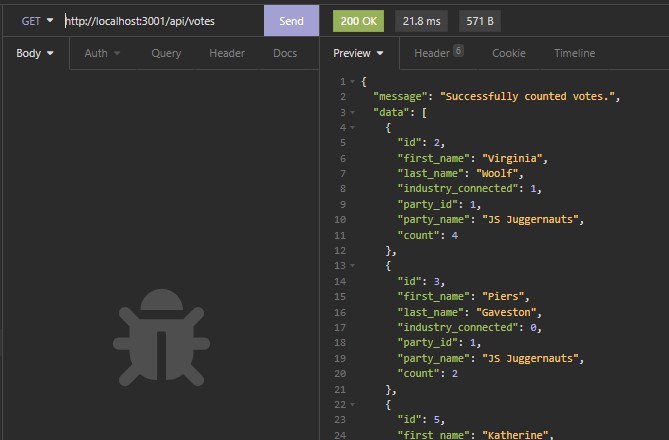 GET http://localhost:3001/api/votes Send 200 OK 21.8 ms 571 B
Body Auth Query Header Docs Preview Header 6 Cookie Timeline
1 {
2 "message": "Successfully counted votes.",
3 "data": [
4 {
5 "id": 2,
6 "first_name": "Virginia",
7 "last_name": "Woolf",
8 "industry_connected": 1,
9 "party_id": 1,
10 "party_name": "JS Juggernauts",
11 "count": 4
12 },
13 {
14 "id": 3,
15 "first_name": "Piers",
16 "last_name": "Gaveston",
17 "industry_connected": 0,
18 "party_id": 1,
19 "party_name": "JS Juggernauts",
20 "count": 2
21 },
22 {
23 "id": 5,
24 "first_name": "Katherine",